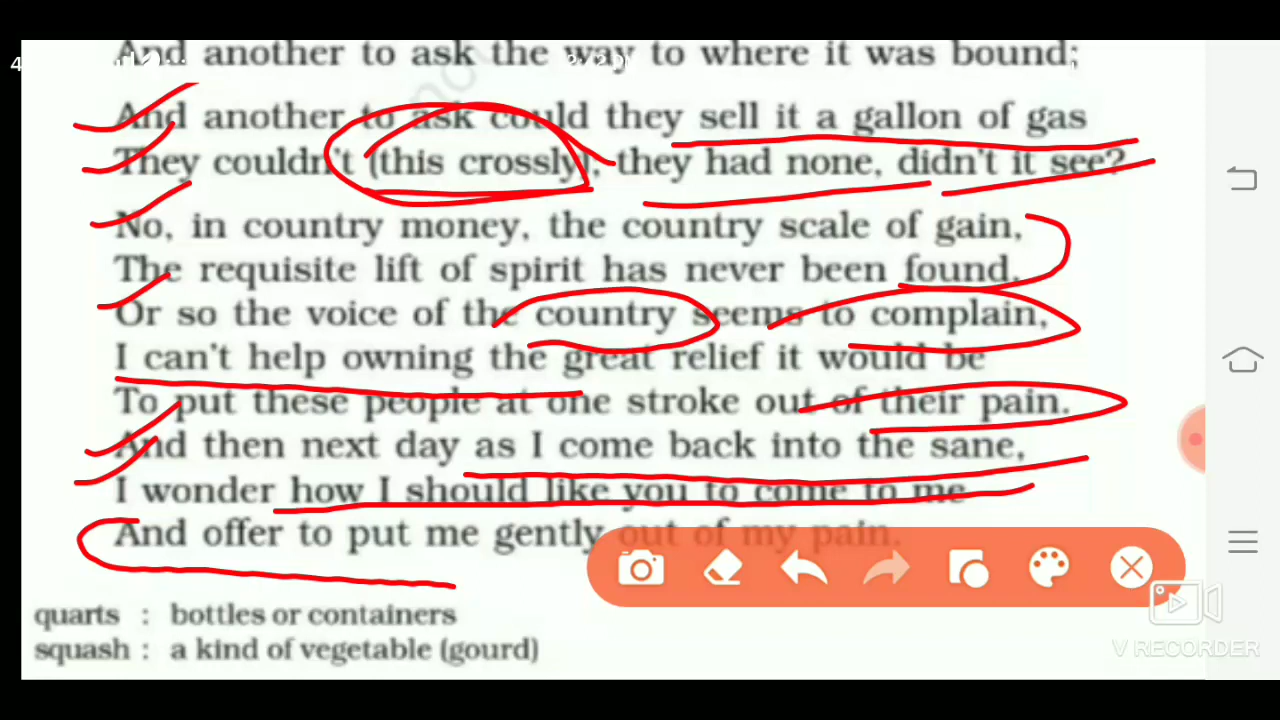 And another to ask the way to where it was bound;
And another to ask could they sell it a gallon of gas
They couldn't (this crossly); they had none, didn't it see?
No, in country money, the country scale of gain,
The requisite lift of spirit has never been found,
Or so the voice of the country seems to complain,
I can't help owning the great relief it would be
To put these people at one stroke out of their pain.
And then next day as I come back into the sane,
I wonder how I should like you to come to me
And offer to put me gently out of my pain.
quarts : bottles or containers
squash : a kind of vegetable (gourd)
V RECORDER